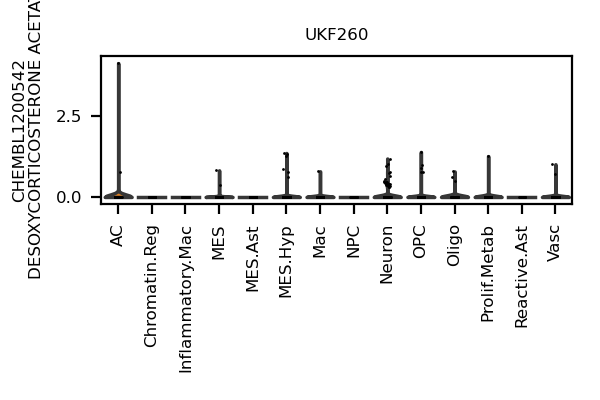 UKF260
CHEMBL1200542
DESOXYCORTICOSTERONE
2.5
0.0
AC
Chromatin.Reg
Inflammatory.Mac
MES
MES.Ast
MES.Hyp
Mac
NPC
Neuron
OPC
Oligo
Prolif.Metab
Reactive.Ast
Vasc